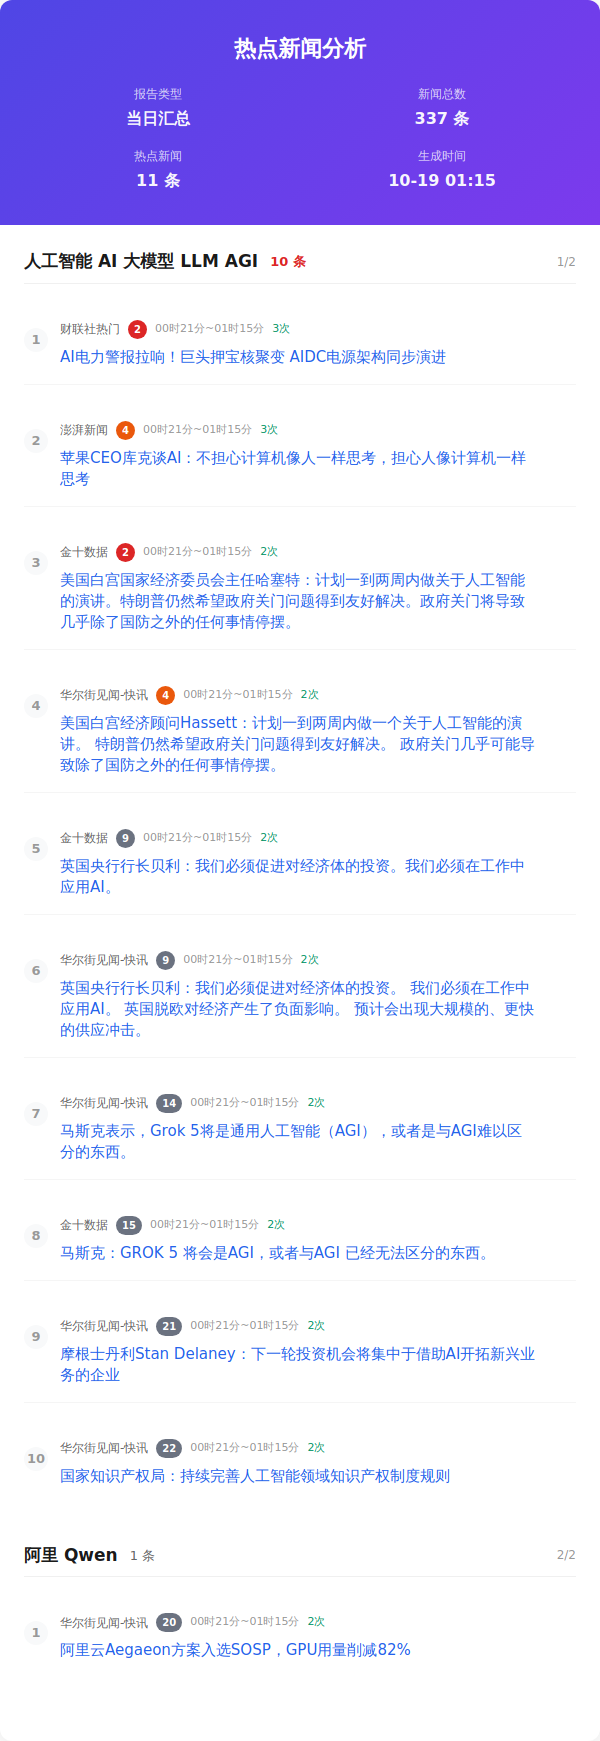 热点新闻分析
报告类型
当日汇总
新闻总数
337 条
热点新闻
11 条
生成时间
10-19 01:15
人工智能 AI 大模型 LLM AGI 10 条 1/2
1
财联社热门 2 00时21分~01时15分 3次
AI电力警报拉响！巨头押宝核聚变 AIDC电源架构同步演进
2
澎湃新闻 4 00时21分~01时15分 3次
苹果CEO库克谈AI：不担心计算机像人一样思考，担心人像计算机一样
思考
3
金十数据 2 00时21分~01时15分 2次
美国白宫国家经济委员会主任哈塞特：计划一到两周内做关于人工智能
的演讲。特朗普仍然希望政府关门问题得到友好解决。政府关门将导致
几乎除了国防之外的任何事情停摆。
4
华尔街见闻-快讯 4 00时21分~01时15分 2次
美国白宫经济顾问Hassett：计划一到两周内做一个关于人工智能的演
讲。 特朗普仍然希望政府关门问题得到友好解决。 政府关门几乎可能导
致除了国防之外的任何事情停摆。
5
金十数据 9 00时21分~01时15分 2次
英国央行行长贝利：我们必须促进对经济体的投资。我们必须在工作中
应用AI。
6
华尔街见闻-快讯 9 00时21分~01时15分 2次
英国央行行长贝利：我们必须促进对经济体的投资。 我们必须在工作中
应用AI。 英国脱欧对经济产生了负面影响。 预计会出现大规模的、更快
的供应冲击。
7
华尔街见闻-快讯 14 00时21分~01时15分 2次
马斯克表示，Grok 5将是通用人工智能（AGI），或者是与AGI难以区
分的东西。
8
金十数据 15 00时21分~01时15分 2次
马斯克：GROK 5 将会是AGI，或者与AGI 已经无法区分的东西。
9
华尔街见闻-快讯 21 00时21分~01时15分 2次
摩根士丹利Stan Delaney：下一轮投资机会将集中于借助AI开拓新兴业
务的企业
10
华尔街见闻-快讯 22 00时21分~01时15分 2次
国家知识产权局：持续完善人工智能领域知识产权制度规则
阿里 Qwen 1 条 2/2
1
华尔街见闻-快讯 20 00时21分~01时15分 2次
阿里云Aegaeon方案入选SOSP，GPU用量削减82%